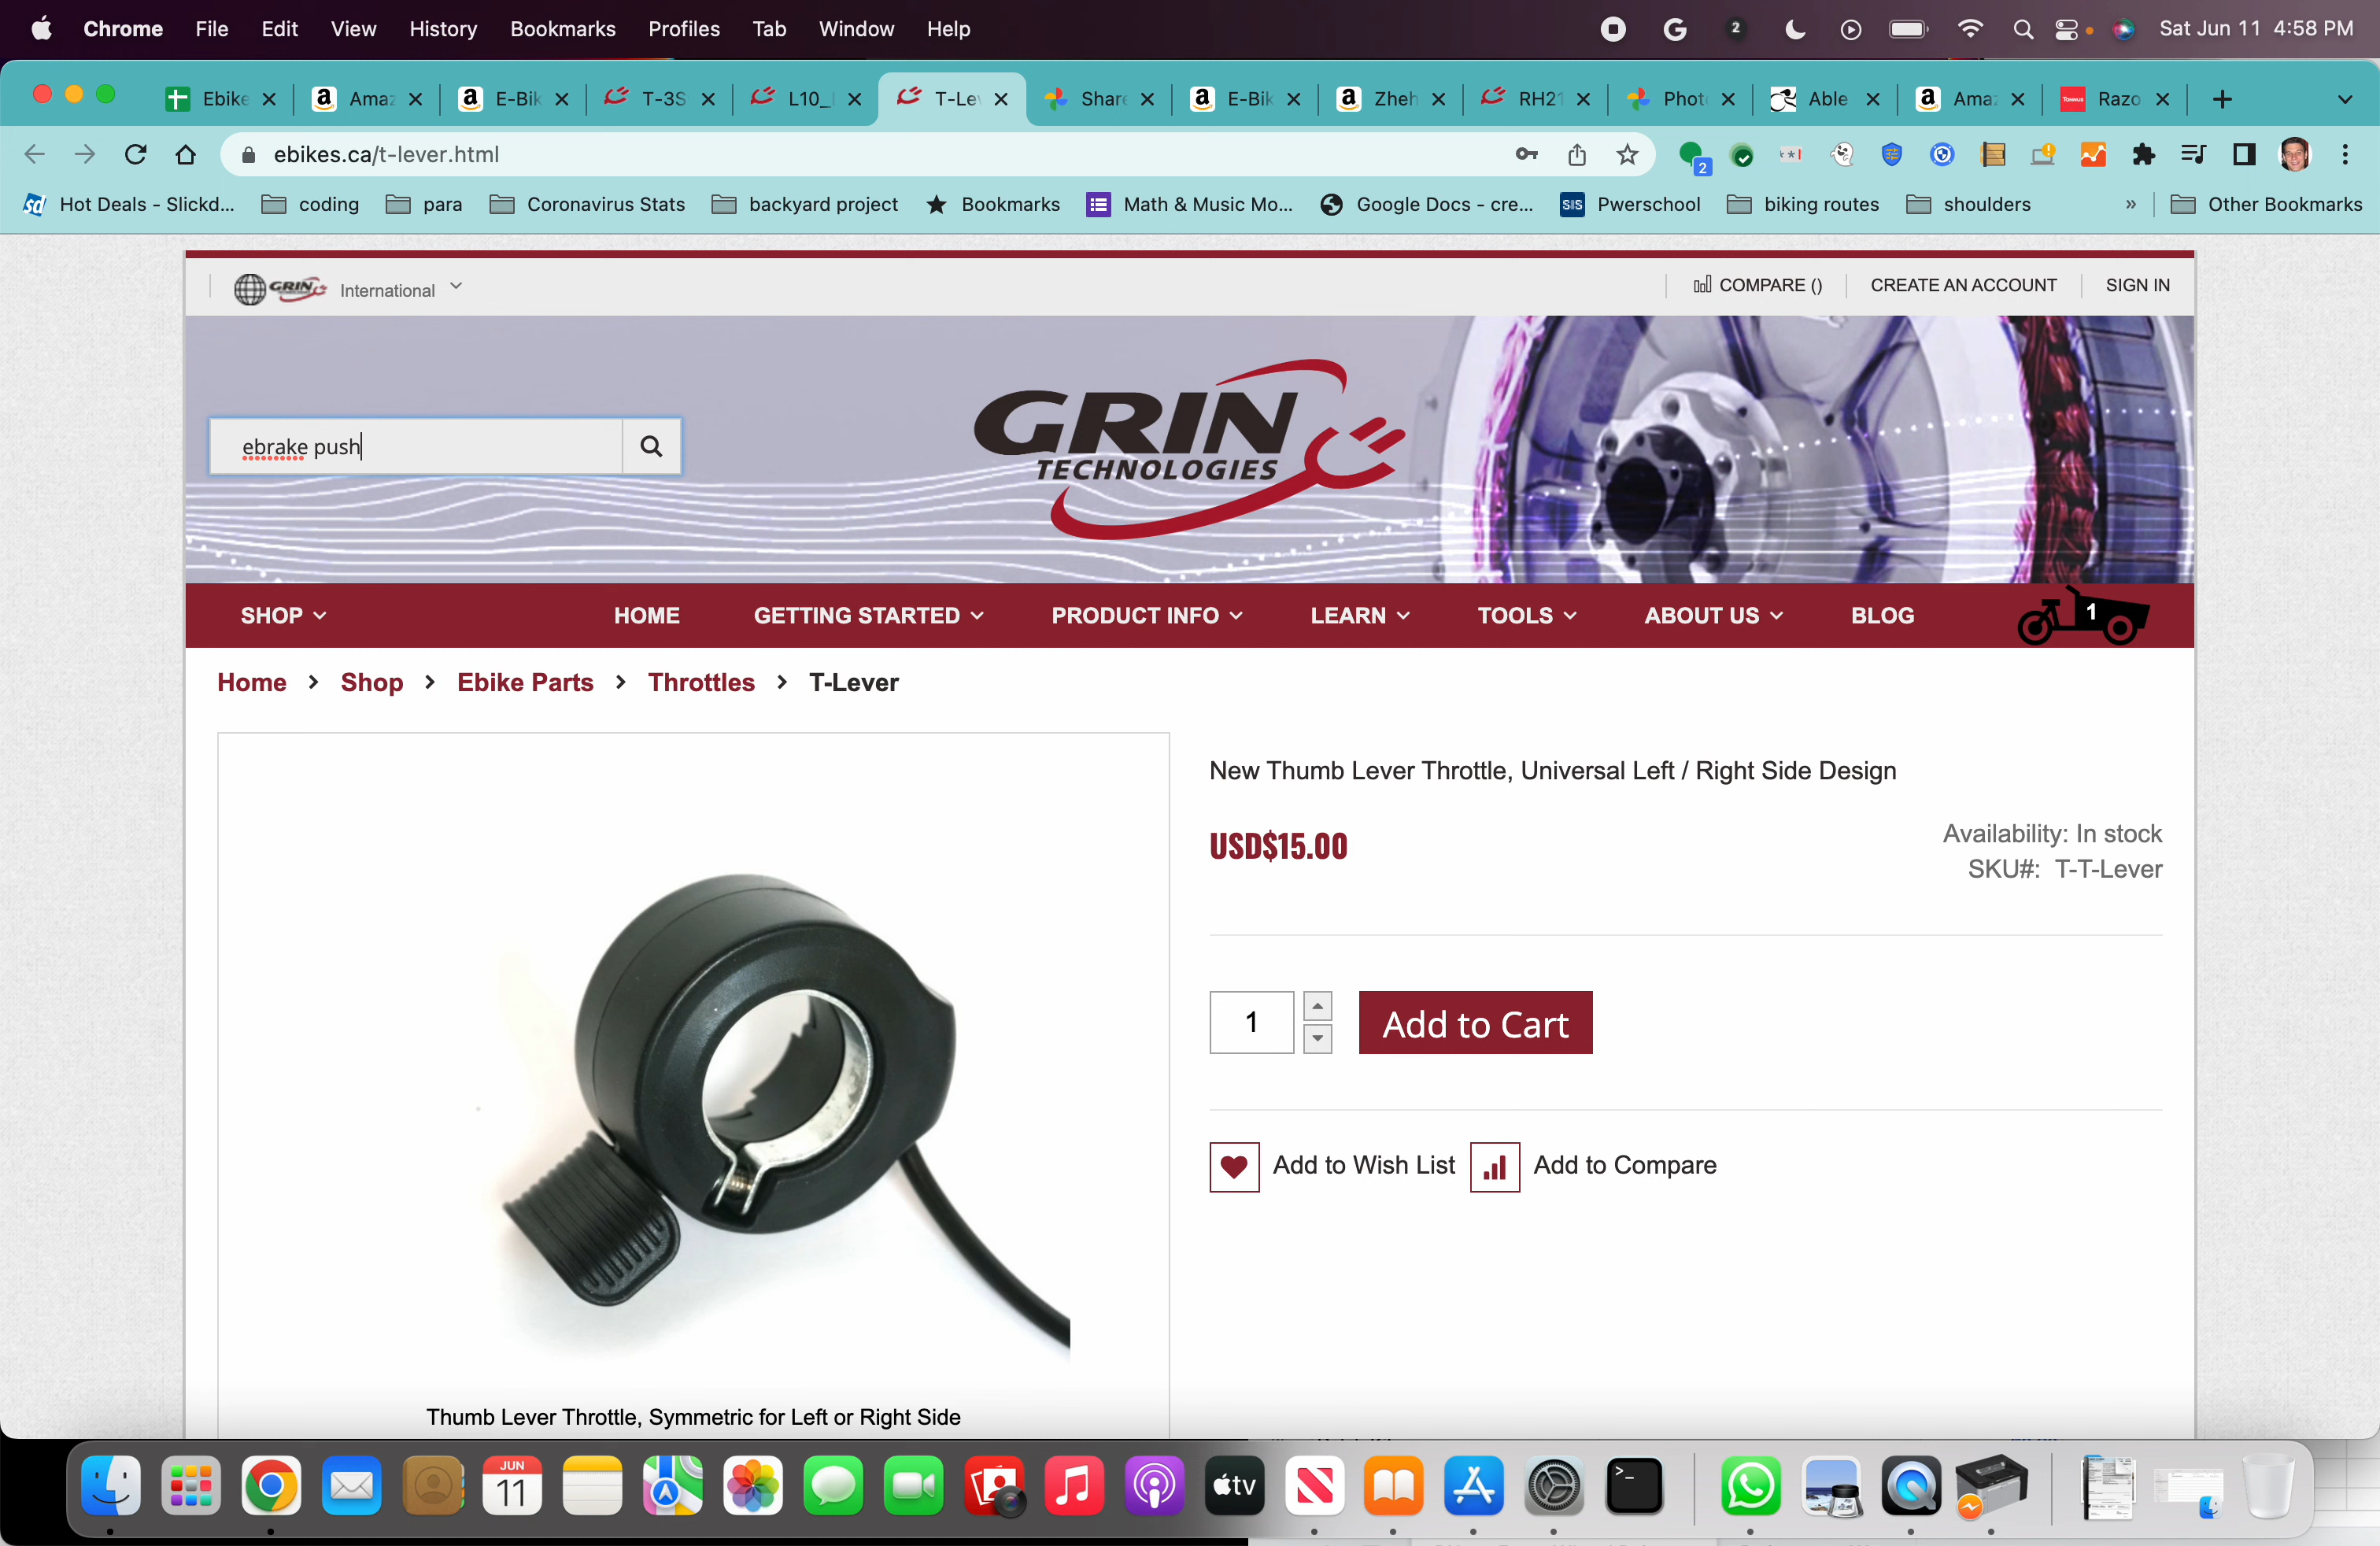 Chrome File Edit View History Bookmarks Profiles Tab Window Help 2 Sat Jun 11 4:58 PM
Ebike Amaz E-Bik T-3S L10_ T-Lev Share E-Bik Zheh RH21 Phot Able Amaz Razo
ebikes.ca/t-lever.html 2
Hot Deals - Slickd... coding para Coronavirus Stats backyard project Bookmarks Math & Music Mo... Google Docs - cre... SIS Pwerschool biking routes shoulders » Other Bookmarks
GRIN International COMPARE () CREATE AN ACCOUNT SIGN IN
ebrake push
GRIN
TECHNOLOGIES
SHOP HOME GETTING STARTED PRODUCT INFO LEARN TOOLS ABOUT US BLOG 1
Home > Shop > Ebike Parts > Throttles > T-Lever
New Thumb Lever Throttle, Universal Left / Right Side Design
USD$15.00
Availability: In stock
SKU#: T-T-Lever
1 Add to Cart
Add to Wish List Add to Compare
Thumb Lever Throttle, Symmetric for Left or Right Side
JUN
11
tv